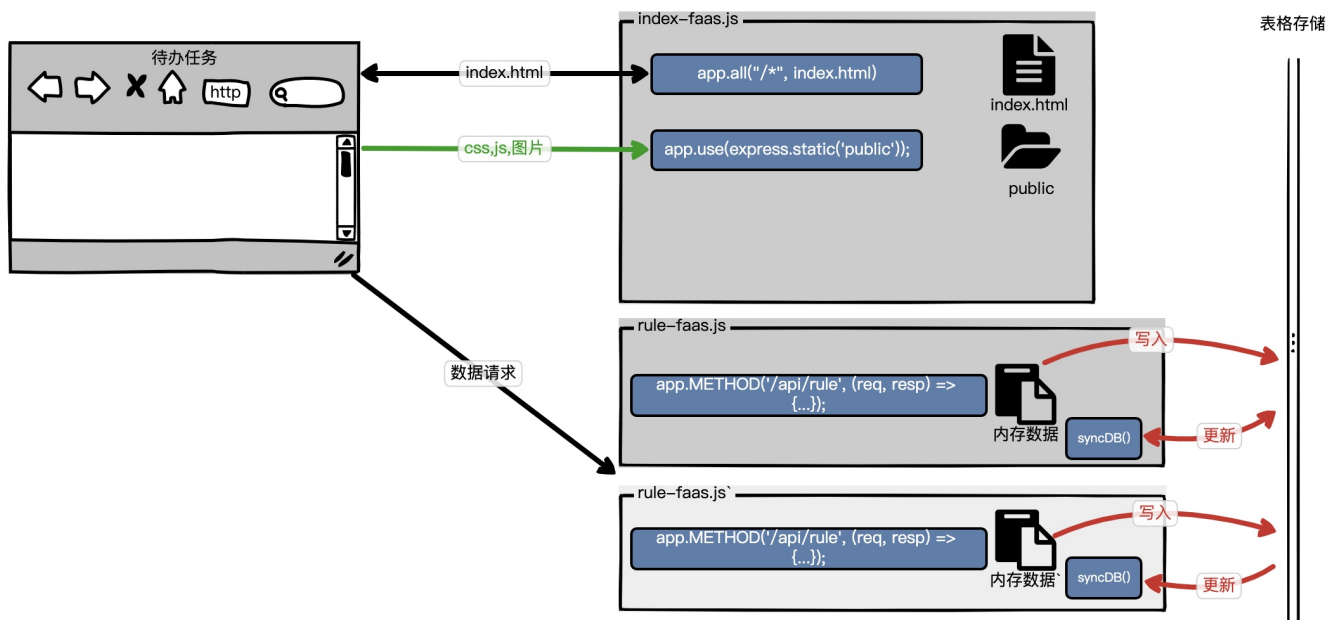 待办任务
http
index.html
css,js,图片
数据请求
index-faas.js
app.all("/*", index.html)
index.html
app.use(express.static('public'));
public
表格存储
rule-faas.js
写入
app.METHOD('/api/rule', (req, resp) =>
{...});
内存数据
syncDB()
更新
rule-faas.js`
写入
app.METHOD('/api/rule', (req, resp) =>
{...});
内存数据`
syncDB()
更新